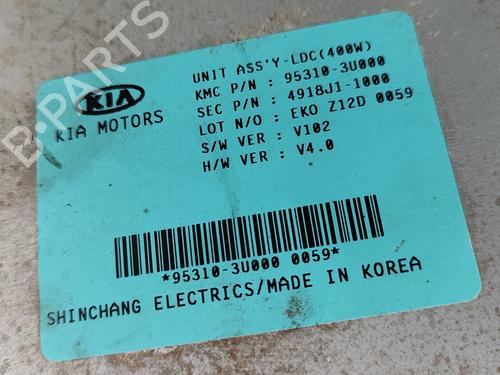 UNIT ASS'Y-LDC(400W)
KMC P/N : 95310-3U000
SEC P/N : 4918J1-1000
LOT N/O : EKO Z12D 0059
S/W VER : V102
H/W VER : V4.0
KIA
KIA MOTORS
*95310-3U000 0059*
SHINCHANG ELECTRICS/MADE IN KOREA
B-PARTS